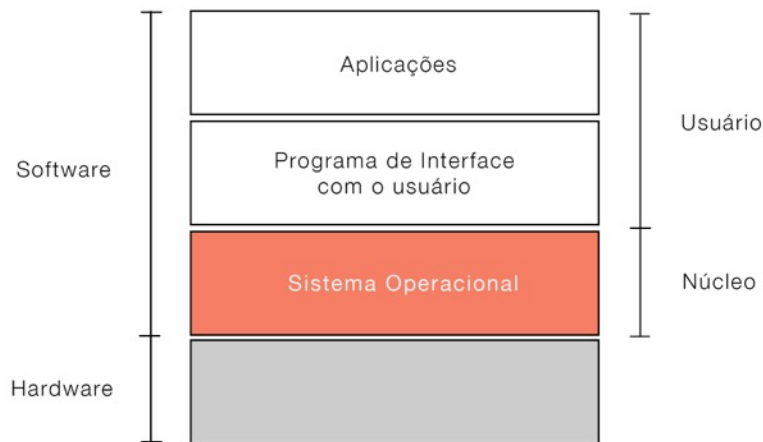 Aplicações
Usuário
Software
Programa de Interface
com o usuário
Sistema Operacional
Núcleo
Hardware